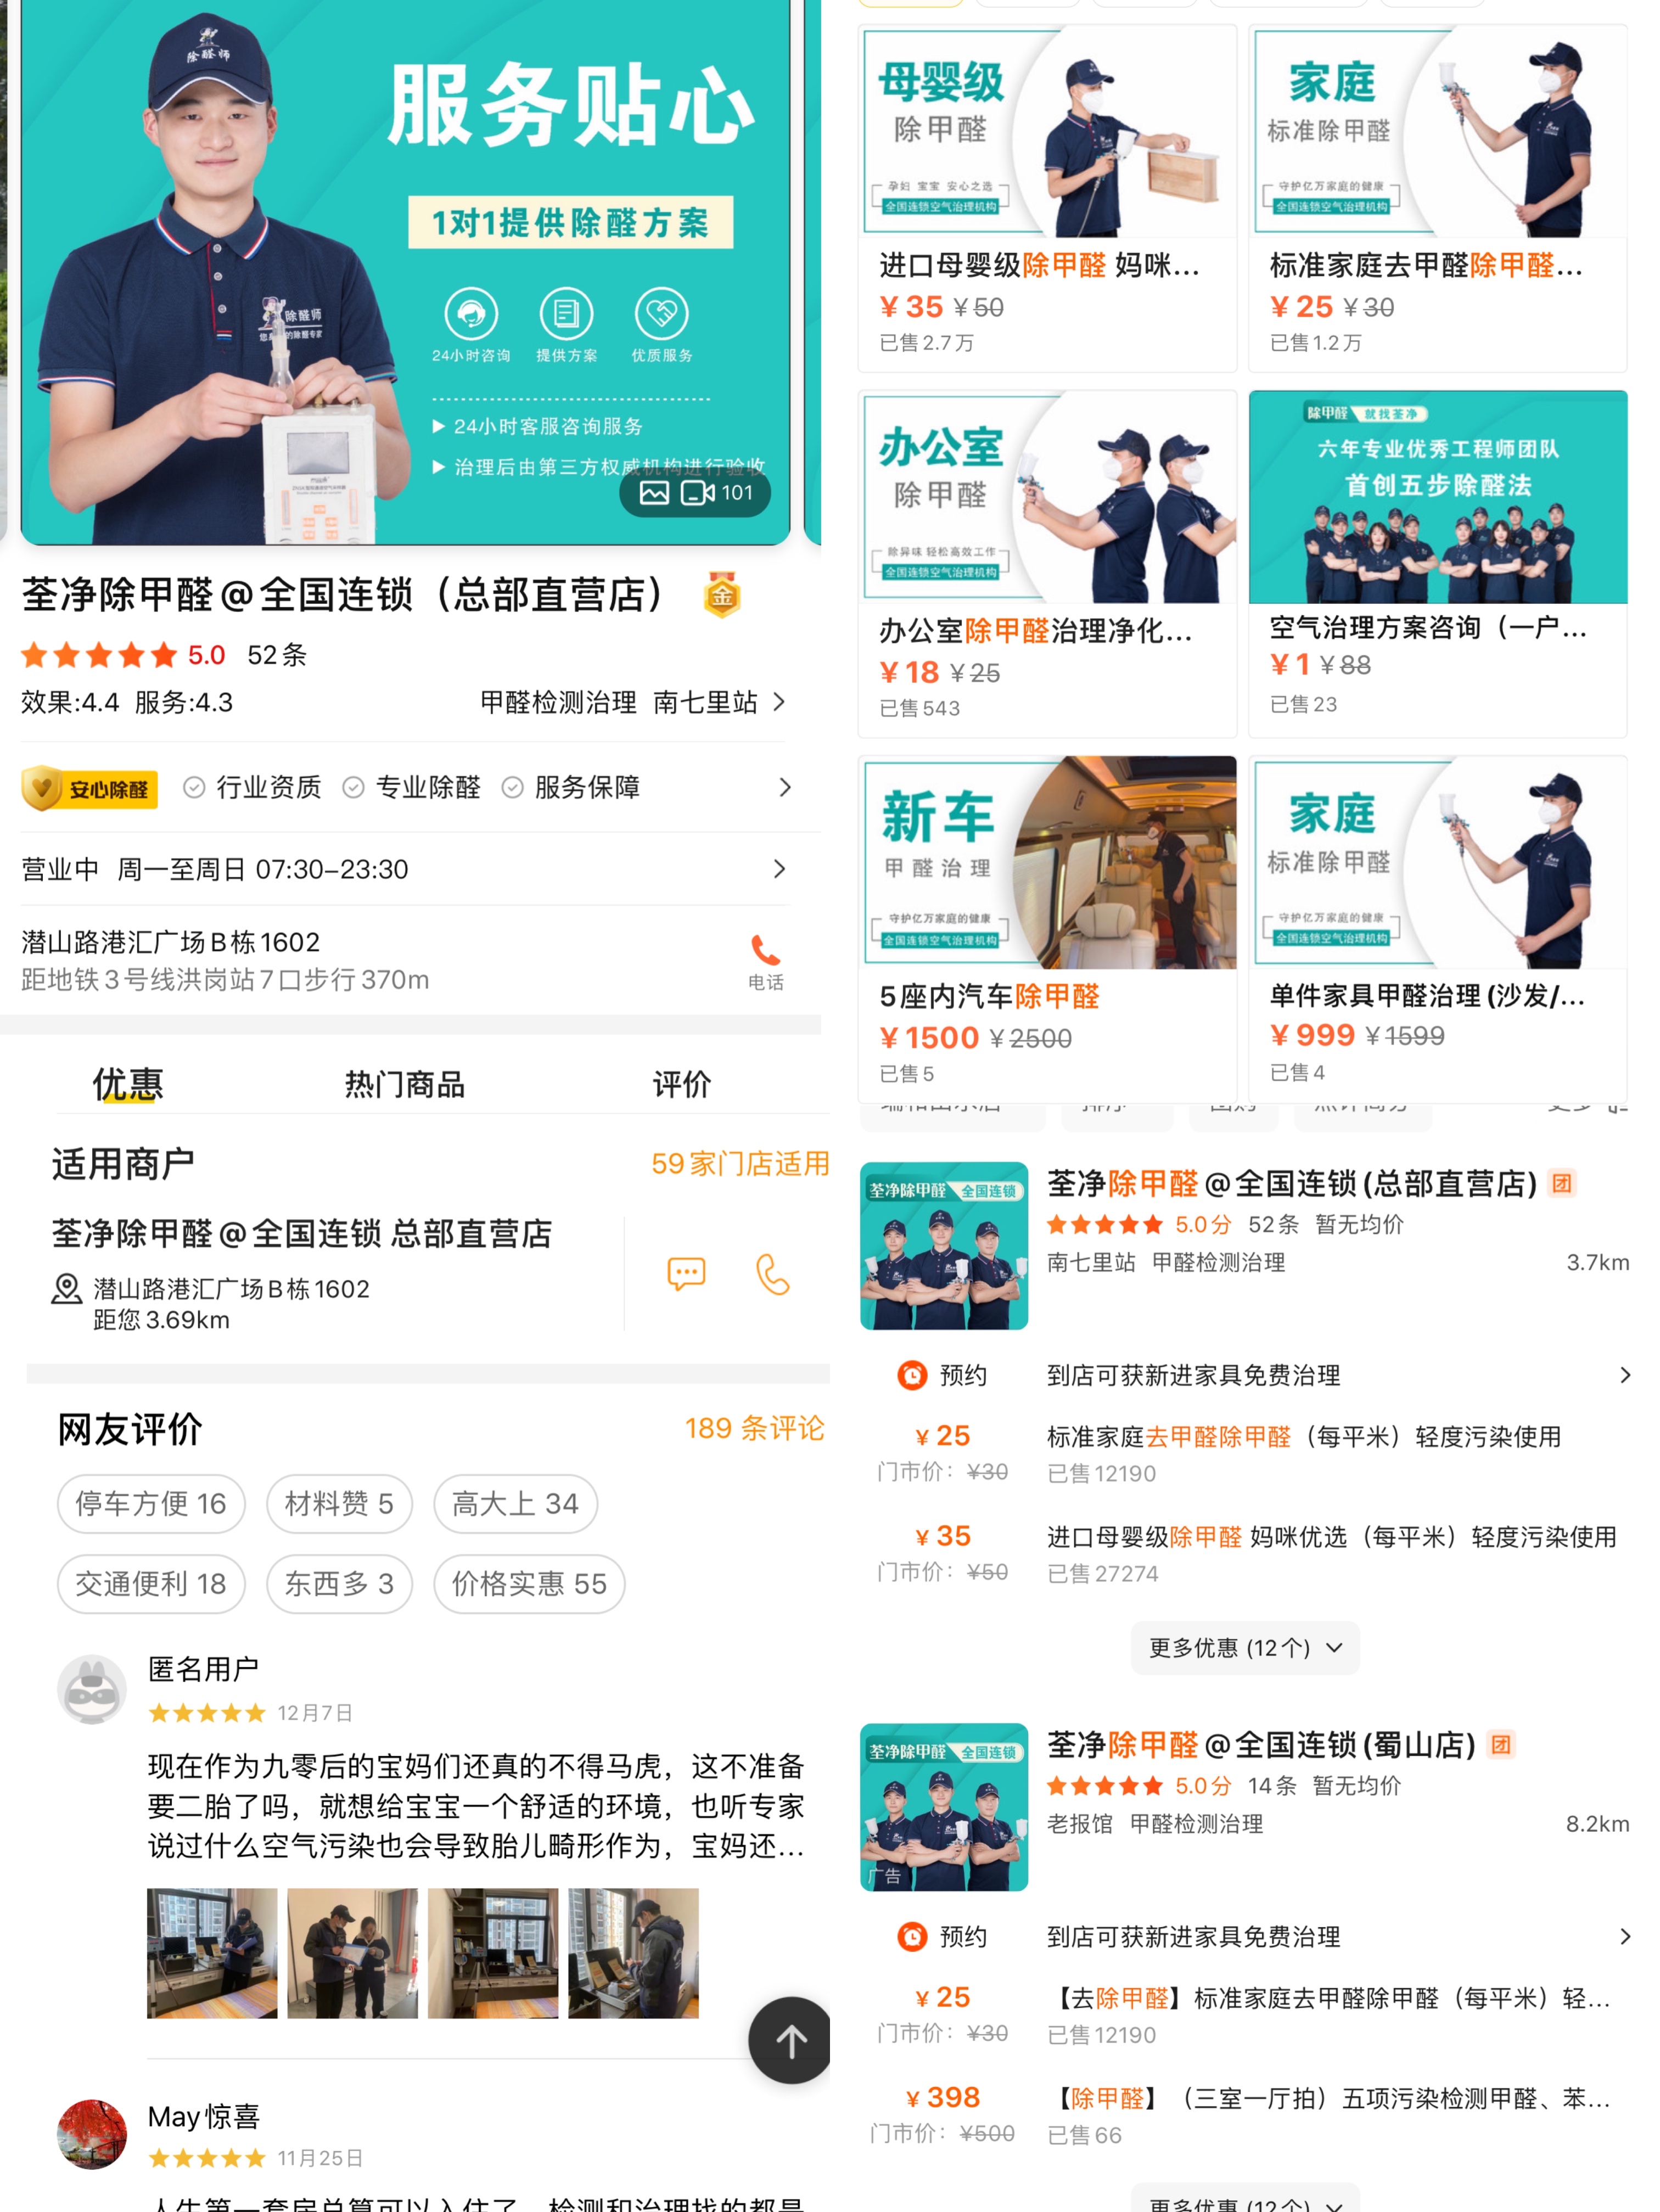 除醛师
服务贴心
1对1提供除醛方案
除醛师
24小时咨询 提供方案 优质服务
▶ 24小时客服咨询服务
▶ 治理后由第三方权威机构进行验收
101
荃净除甲醛@全国连锁（总部直营店） 金
5.0 52条
效果:4.4 服务:4.3 甲醛检测治理 南七里站
安心除醛 行业资质 专业除醛 服务保障
营业中 周一至周日 07:30-23:30
潜山路港汇广场B栋1602
距地铁3号线洪岗站7口步行370m
电话
优惠 热门商品 评价
适用商户 59家门店适用
荃净除甲醛@全国连锁 总部直营店
潜山路港汇广场B栋1602
距您3.69km
网友评价 189 条评论
停车方便 16 材料赞 5 高大上 34
交通便利 18 东西多 3 价格实惠 55
匿名用户
12月7日
现在作为九零后的宝妈们还真的不得马虎，这不准备
要二胎了吗，就想给宝宝一个舒适的环境，也听专家
说过什么空气污染也会导致胎儿畸形作为，宝妈还...
May惊喜
11月25日
人生第一套房总算可以入住了，检测和治理找的都是
母婴级
除甲醛
孕妇 宝宝 安心之选
全国连锁空气治理机构
进口母婴级除甲醛 妈咪...
¥35 ¥50
已售2.7万
家庭
标准除甲醛
守护亿万家庭的健康
全国连锁空气治理机构
标准家庭去甲醛除甲醛...
¥25 ¥30
已售1.2万
办公室
除甲醛
除异味 轻松高效工作
全国连锁空气治理机构
办公室除甲醛治理净化...
¥18 ¥25
已售543
除甲醛 就找荃净
六年专业优秀工程师团队
首创五步除醛法
空气治理方案咨询（一户...
¥1 ¥88
已售23
新车
甲醛治理
守护亿万家庭的健康
全国连锁空气治理机构
5座内汽车除甲醛
¥1500 ¥2500
已售5
家庭
标准除甲醛
守护亿万家庭的健康
全国连锁空气治理机构
单件家具甲醛治理(沙发/...
¥999 ¥1599
已售4
荃净除甲醛 全国连锁
荃净除甲醛@全国连锁(总部直营店) 团
5.0分 52条 暂无均价
南七里站 甲醛检测治理 3.7km
预约 到店可获新进家具免费治理
¥25 标准家庭去甲醛除甲醛（每平米）轻度污染使用
门市价：¥30 已售12190
¥35 进口母婴级除甲醛 妈咪优选（每平米）轻度污染使用
门市价：¥50 已售27274
更多优惠 (12个)
荃净除甲醛 全国连锁
广告
荃净除甲醛@全国连锁(蜀山店) 团
5.0分 14条 暂无均价
老报馆 甲醛检测治理 8.2km
预约 到店可获新进家具免费治理
¥25 【去除甲醛】标准家庭去甲醛除甲醛（每平米）轻...
门市价：¥30 已售12190
¥398 【除甲醛】（三室一厅拍）五项污染检测甲醛、苯...
门市价：¥500 已售66
更多优惠 (12个)